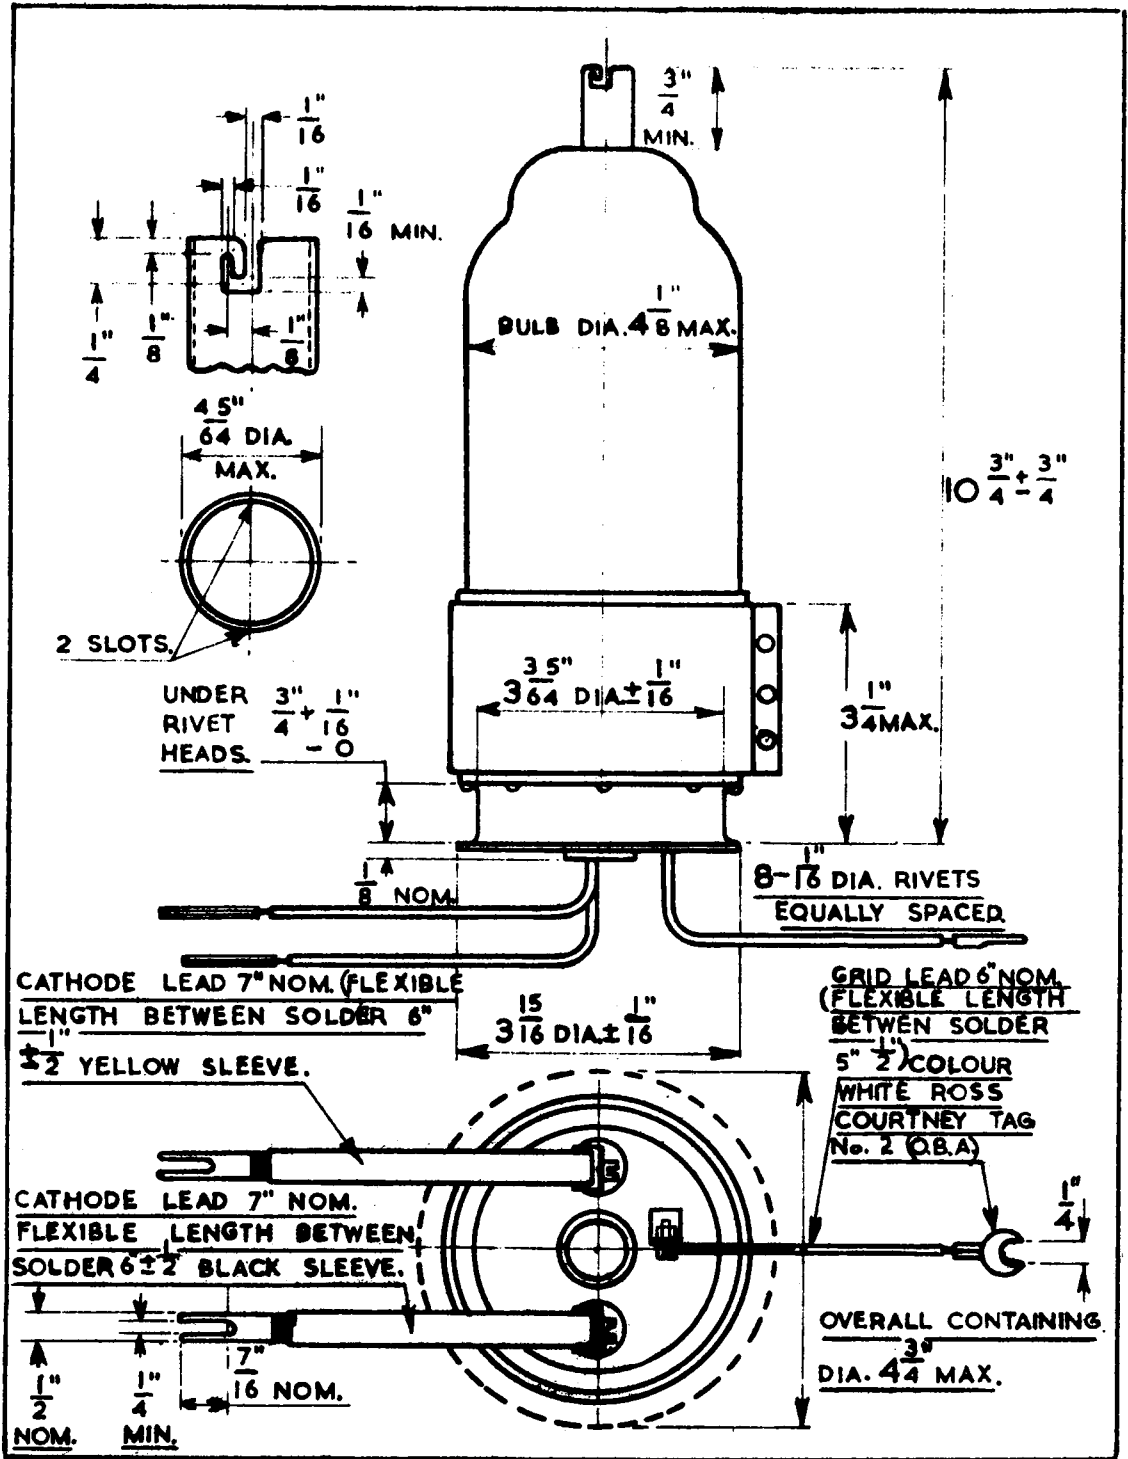 1"
16
1"
16
1"
16 MIN.
1"
4
1"
8
1"
8
3"
4
MIN.
BULB DIA. 4 1/8" MAX.
10 3/4" ± 3/4"
45"
64 DIA.
MAX.
2 SLOTS.
UNDER
RIVET
HEADS.
3/4" + 1/16"
- 0
3 35/64" DIA. ± 1/16"
3 1/4" MAX.
1/8" NOM.
8-1/16" DIA. RIVETS
EQUALLY SPACED
CATHODE LEAD 7" NOM. (FLEXIBLE
LENGTH BETWEEN SOLDER 6"
± 1/2" YELLOW SLEEVE.
3 15/16 DIA. ± 1/16"
GRID LEAD 6" NOM.
(FLEXIBLE LENGTH
BETWEN SOLDER
5" 1/2") COLOUR
WHITE ROSS
COURTNEY TAG
No. 2 (O.B.A)
CATHODE LEAD 7" NOM.
FLEXIBLE LENGTH BETWEEN
SOLDER 6" ± 1/2" BLACK SLEEVE.
1"
4
7"
16 NOM.
1"
2
NOM.
1"
4
MIN.
OVERALL CONTAINING
DIA. 4 3/4" MAX.